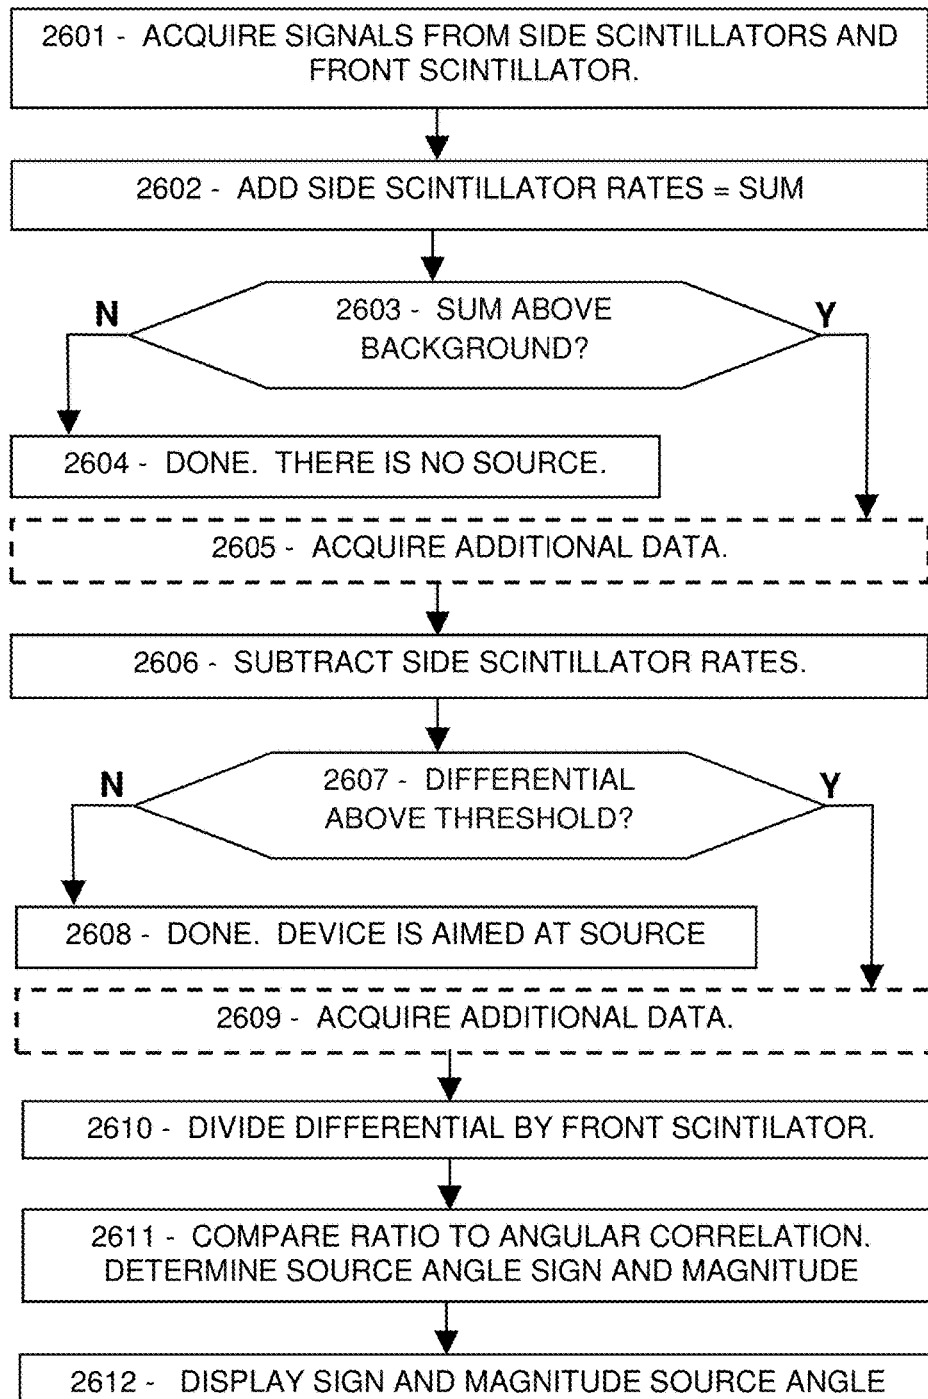 2601 - ACQUIRE SIGNALS FROM SIDE SCINTILLATORS AND
FRONT SCINTILLATOR.
2602 - ADD SIDE SCINTILLATOR RATES = SUM
N
2603 - SUM ABOVE
Y
BACKGROUND?
2604 - DONE. THERE IS NO SOURCE.
2605 - ACQUIRE ADDITIONAL DATA.
2606 - SUBTRACT SIDE SCINTILLATOR RATES.
N
2607 - DIFFERENTIAL
Y
ABOVE THRESHOLD?
2608 - DONE. DEVICE IS AIMED AT SOURCE
2609 - ACQUIRE ADDITIONAL DATA.
2610 - DIVIDE DIFFERENTIAL BY FRONT SCINTILATOR.
2611 - COMPARE RATIO TO ANGULAR CORRELATION.
DETERMINE SOURCE ANGLE SIGN AND MAGNITUDE
2612 - DISPLAY SIGN AND MAGNITUDE SOURCE ANGLE